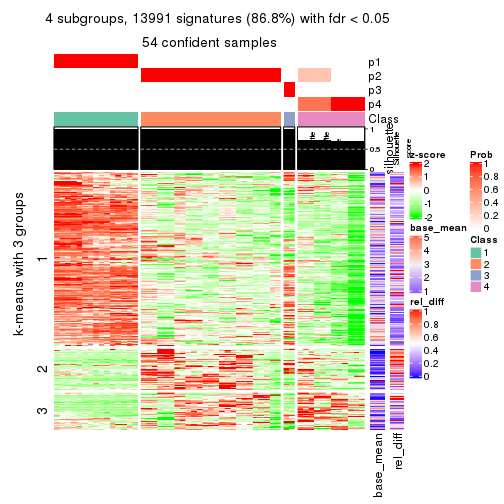 4 subgroups, 13991 signatures (86.8%) with fdr < 0.05
54 confident samples
p1
p2
p3
p4
Class
1
0.5
0
silhouette
Silhouette
score
k-means with 3 groups
1
2
3
base_mean
rel_diff
z-score
2
1
0
-1
-2
base_mean
5
4
3
2
1
rel_diff
1
0.8
0.6
0.4
0.2
0
Prob
1
0.8
0.6
0.4
0.2
0
Class
1
2
3
4